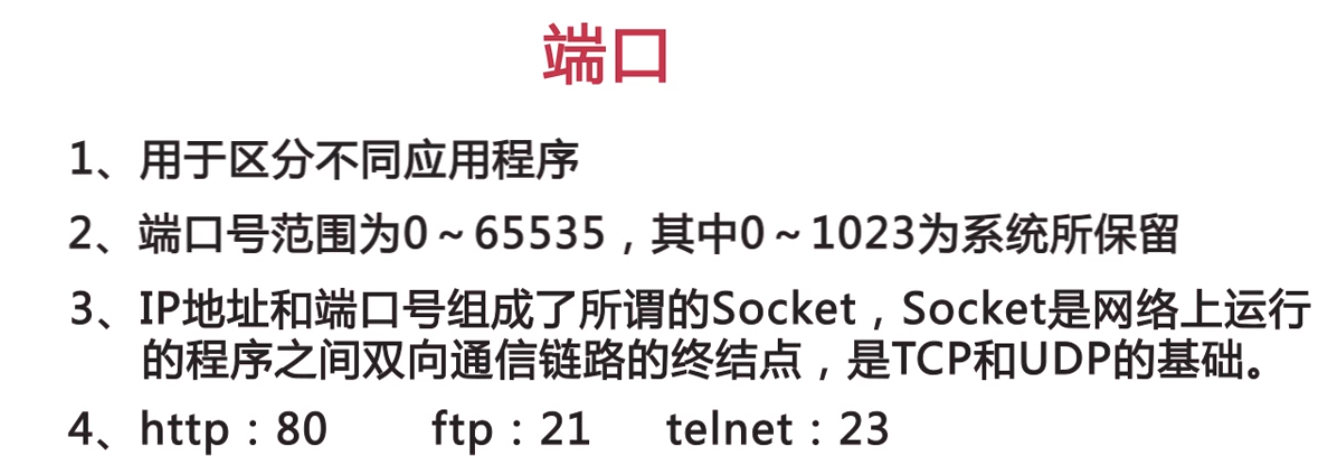 端口
1、用于区分不同应用程序
2、端口号范围为0～65535，其中0～1023为系统所保留
3、IP地址和端口号组成了所谓的Socket，Socket是网络上运行
的程序之间双向通信链路的终结点，是TCP和UDP的基础。
4、http：80 ftp：21 telnet：23